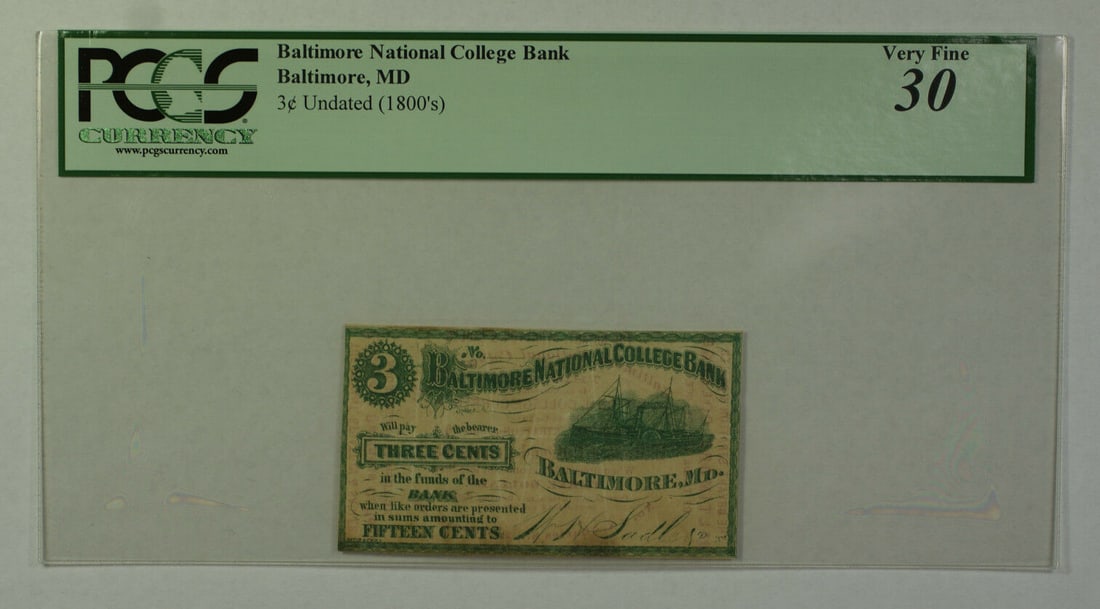 PCGS
CURRENCY
www.pcgscurrency.com
Baltimore National College Bank
Baltimore, MD
3¢ Undated (1800's)
Very Fine
30
3
No.
BALTIMORE NATIONAL COLLEGE BANK
Will pay the bearer
THREE CENTS
in the funds of the
BANK
when like orders are presented
in sums amounting to
FIFTEEN CENTS
BALTIMORE, MD.
W H Sadler